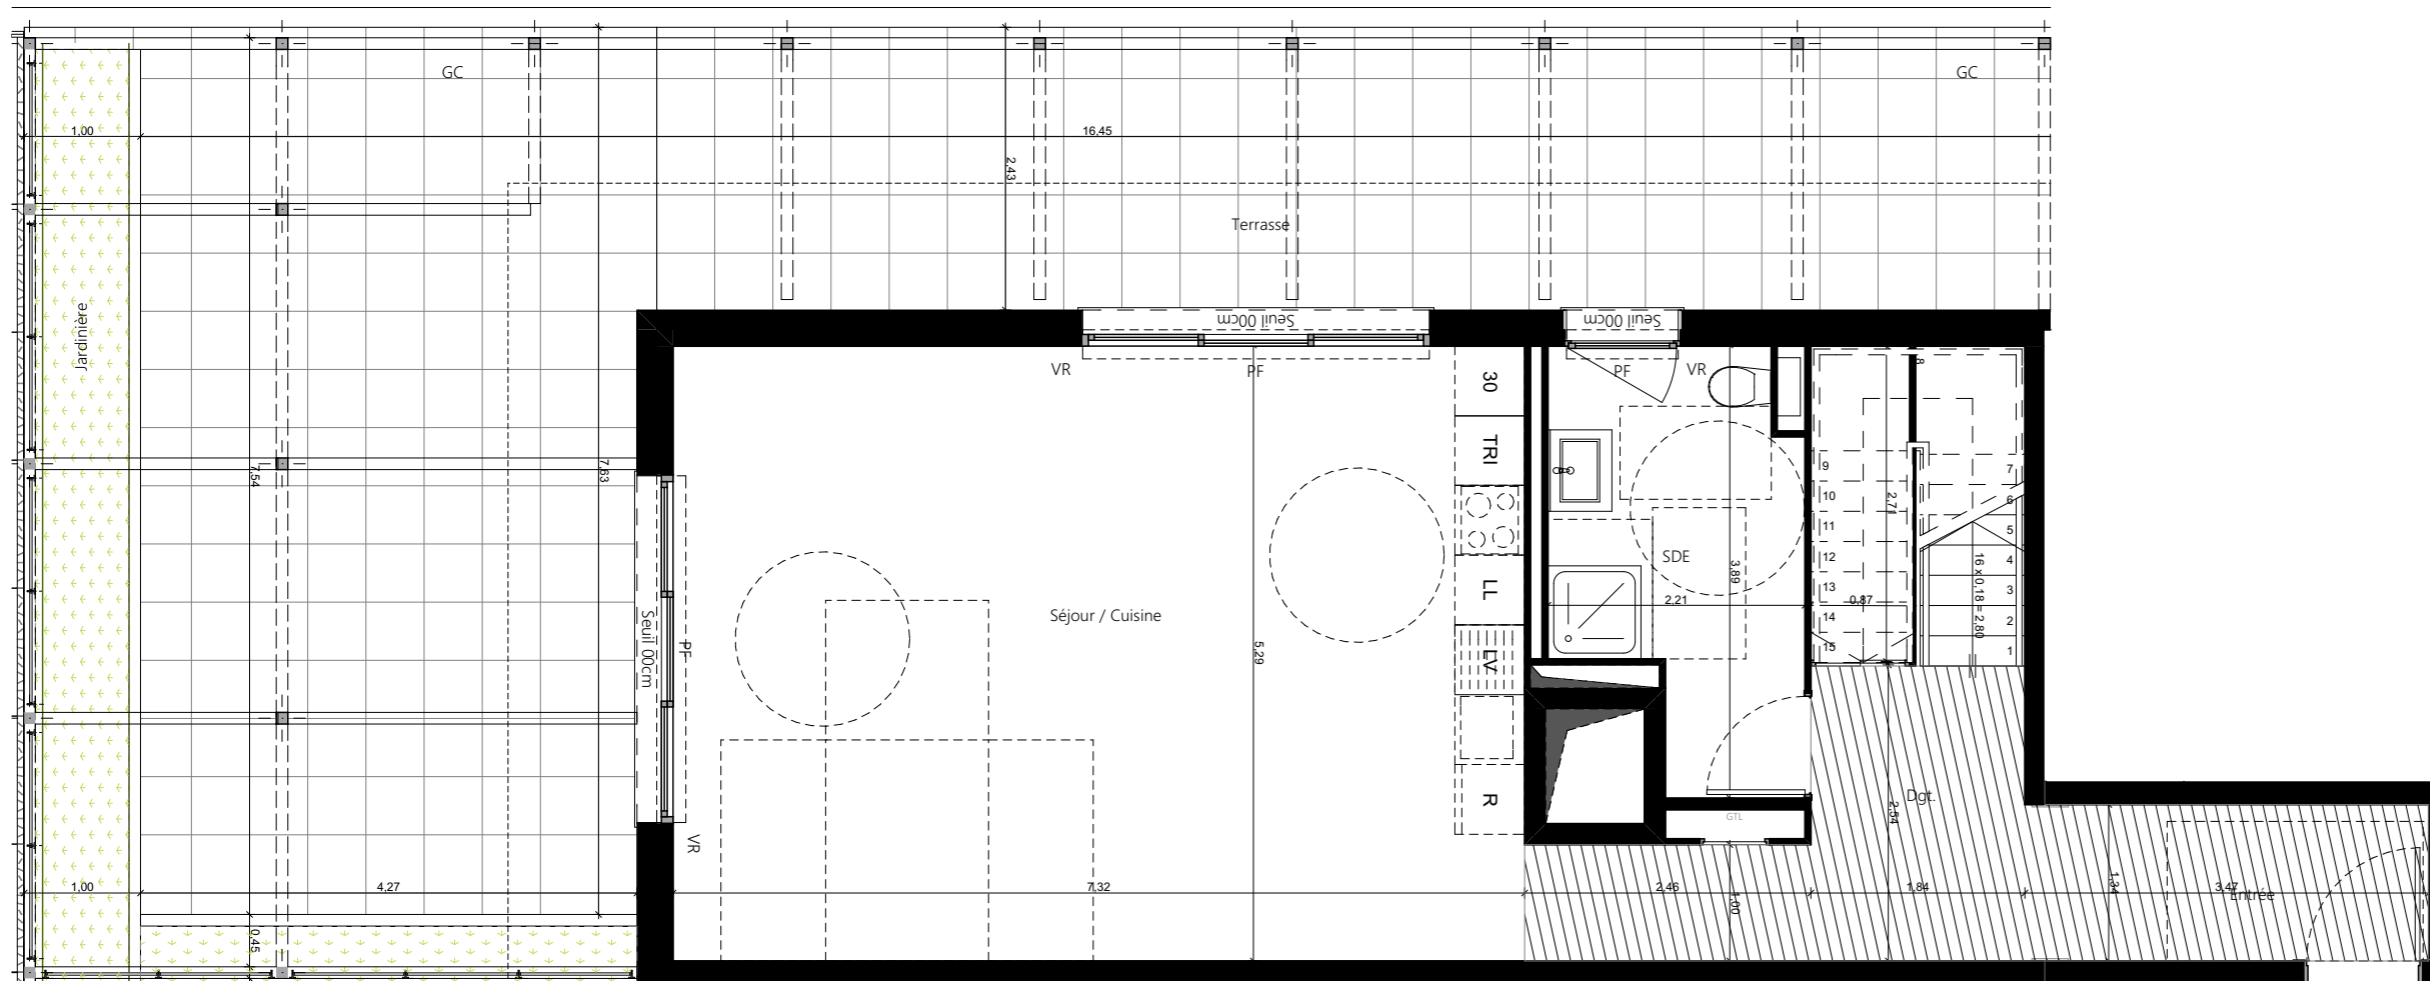 GC
GC
1,00
16,45
2,43
Terrasse
Jardinière
Seuil 00cm
Seuil 00cm
VR
PF
PF
VR
8
30
TRI
LL
LV
R
7,54
7,63
9
10
11
12
13
14
15
2,71
7
6
5
4
3
2
1
16 x 0,18 = 2,80
SDE
3,89
2,21
0,87
Séjour / Cuisine
5,29
Seuil 00cm
PF
VR
Dgt.
2,54
GTL
1,00
4,27
7,32
2,46
1,00
1,84
1,34
3,47
Entrée
0,45